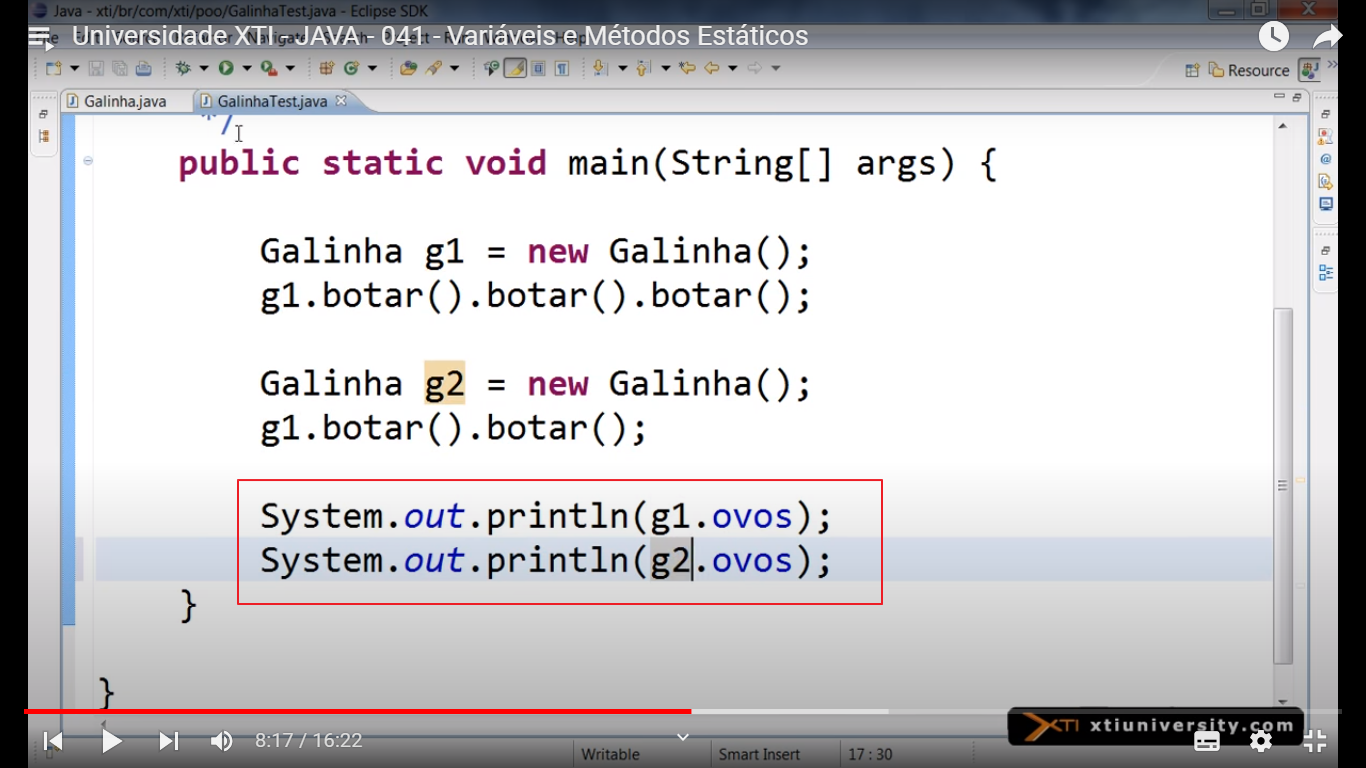 Java - xti/br/com/xti/poo/GalinhaTest.java - Eclipse SDK
Universidade XTI - JAVA - 041 - Variáveis e Métodos Estáticos
Resource
Galinha.java
GalinhaTest.java
*/
public static void main(String[] args) {
Galinha g1 = new Galinha();
g1.botar().botar().botar();
Galinha g2 = new Galinha();
g1.botar().botar();
System.out.println(g1.ovos);
System.out.println(g2.ovos);
}
}
XTI xtiuniversity.com
8:17 / 16:22
Writable
Smart Insert
17 : 30